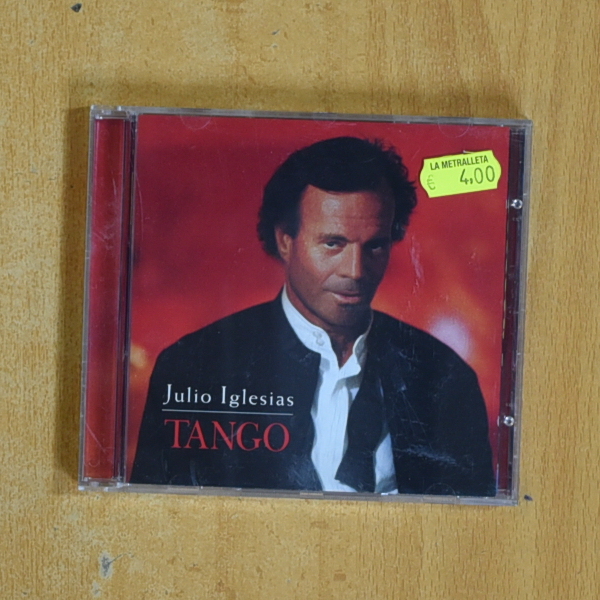 LA METRALLETA
€ 4,00
Julio Iglesias
TANGO